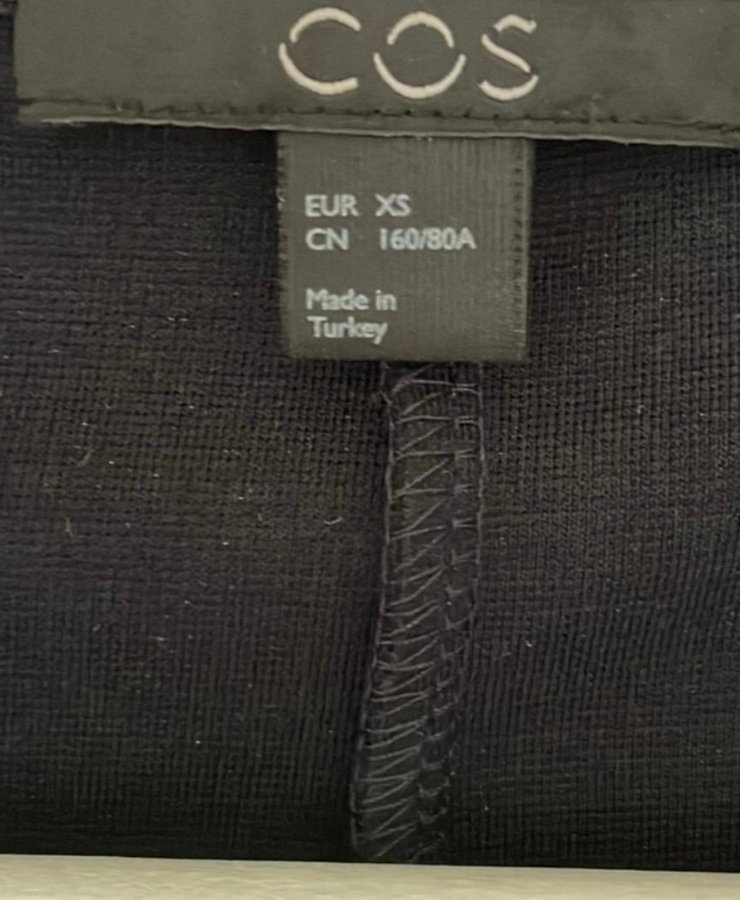 COS
EUR XS
CN 160/80A
Made in
Turkey